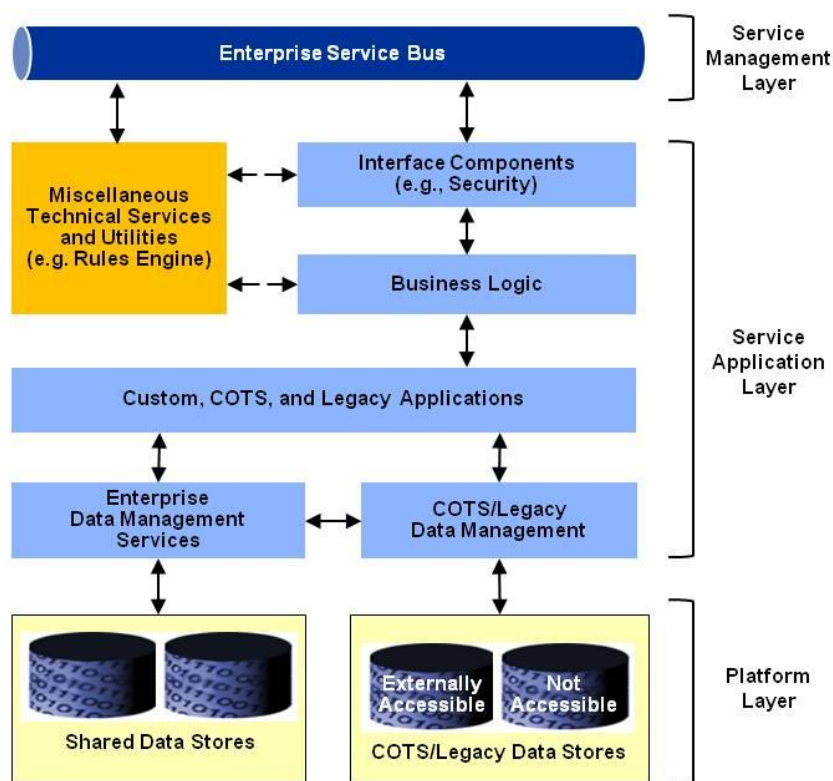 Enterprise Service Bus
Service
Management
Layer
Miscellaneous
Technical Services
and Utilities
(e.g. Rules Engine)
Interface Components
(e.g., Security)
Business Logic
Service
Application
Layer
Custom, COTS, and Legacy Applications
Enterprise
Data Management
Services
COTS/Legacy
Data Management
Externally
Accessible
Not
Accessible
Shared Data Stores
COTS/Legacy Data Stores
Platform
Layer